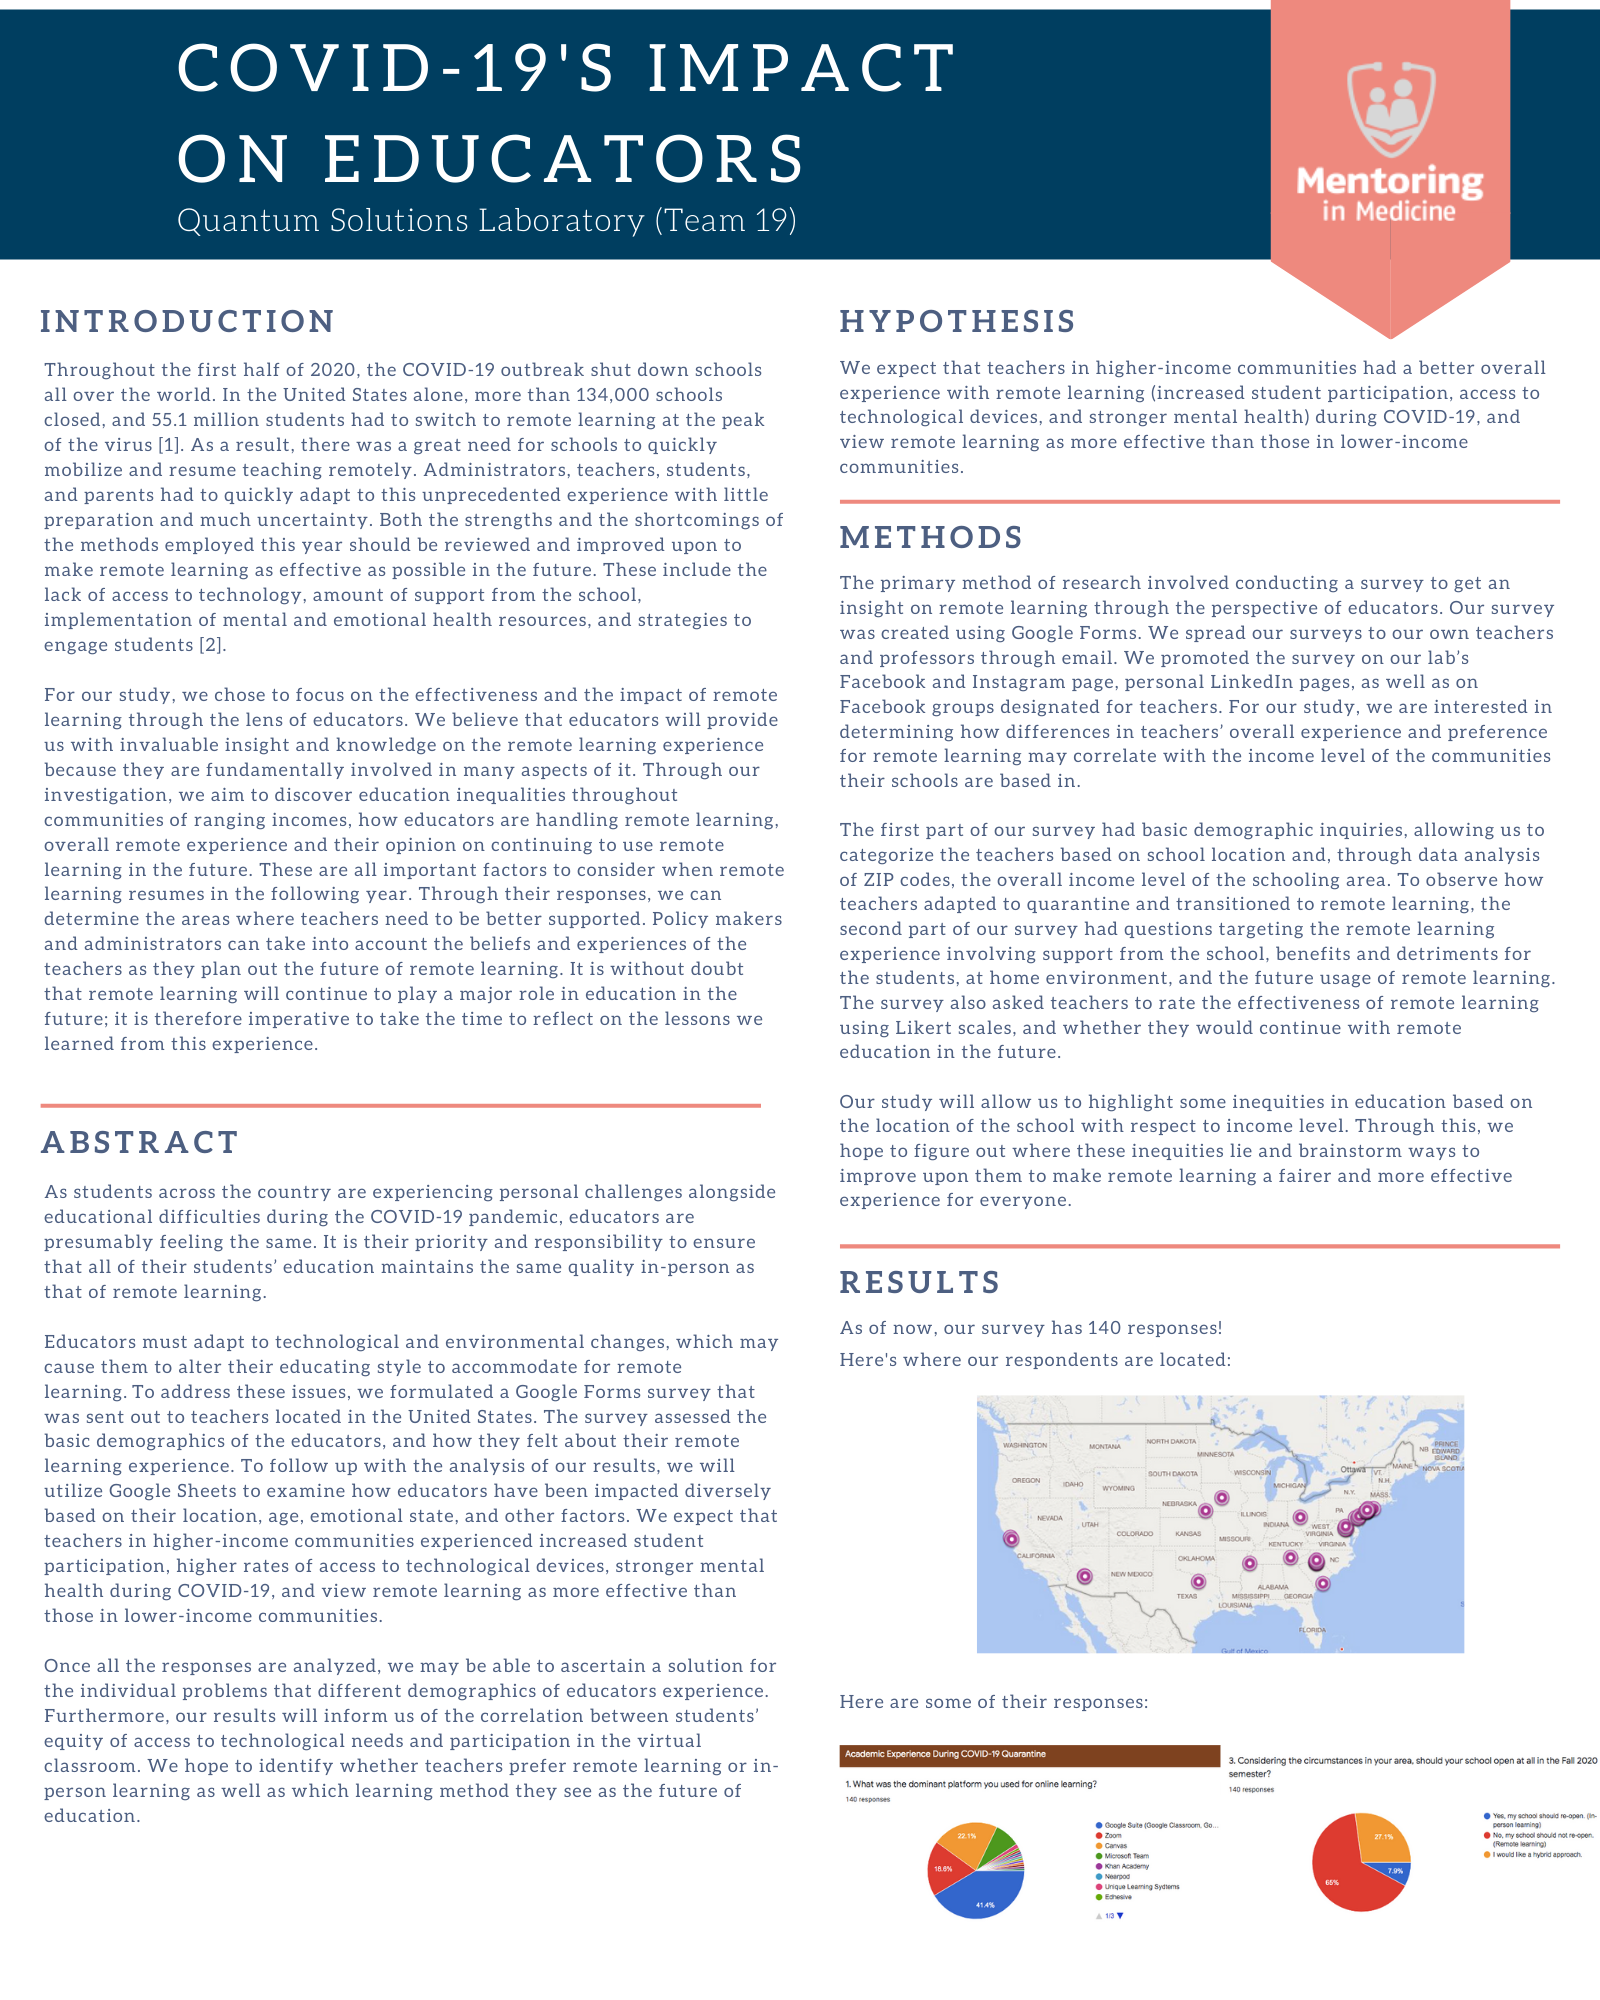 COVID-19'S IMPACT
ON EDUCATORS
Quantum Solutions Laboratory (Team 19)
Mentoring
in Medicine
INTRODUCTION
Throughout the first half of 2020, the COVID-19 outbreak shut down schools
all over the world. In the United States alone, more than 134,000 schools
closed, and 55.1 million students had to switch to remote learning at the peak
of the virus [1]. As a result, there was a great need for schools to quickly
mobilize and resume teaching remotely. Administrators, teachers, students,
and parents had to quickly adapt to this unprecedented experience with little
preparation and much uncertainty. Both the strengths and the shortcomings of
the methods employed this year should be reviewed and improved upon to
make remote learning as effective as possible in the future. These include the
lack of access to technology, amount of support from the school,
implementation of mental and emotional health resources, and strategies to
engage students [2].
For our study, we chose to focus on the effectiveness and the impact of remote
learning through the lens of educators. We believe that educators will provide
us with invaluable insight and knowledge on the remote learning experience
because they are fundamentally involved in many aspects of it. Through our
investigation, we aim to discover education inequalities throughout
communities of ranging incomes, how educators are handling remote learning,
overall remote experience and their opinion on continuing to use remote
learning in the future. These are all important factors to consider when remote
learning resumes in the following year. Through their responses, we can
determine the areas where teachers need to be better supported. Policy makers
and administrators can take into account the beliefs and experiences of the
teachers as they plan out the future of remote learning. It is without doubt
that remote learning will continue to play a major role in education in the
future; it is therefore imperative to take the time to reflect on the lessons we
learned from this experience.
ABSTRACT
As students across the country are experiencing personal challenges alongside
educational difficulties during the COVID-19 pandemic, educators are
presumably feeling the same. It is their priority and responsibility to ensure
that all of their students’ education maintains the same quality in-person as
that of remote learning.
Educators must adapt to technological and environmental changes, which may
cause them to alter their educating style to accommodate for remote
learning. To address these issues, we formulated a Google Forms survey that
was sent out to teachers located in the United States. The survey assessed the
basic demographics of the educators, and how they felt about their remote
learning experience. To follow up with the analysis of our results, we will
utilize Google Sheets to examine how educators have been impacted diversely
based on their location, age, emotional state, and other factors. We expect that
teachers in higher-income communities experienced increased student
participation, higher rates of access to technological devices, stronger mental
health during COVID-19, and view remote learning as more effective than
those in lower-income communities.
Once all the responses are analyzed, we may be able to ascertain a solution for
the individual problems that different demographics of educators experience.
Furthermore, our results will inform us of the correlation between students’
equity of access to technological needs and participation in the virtual
classroom. We hope to identify whether teachers prefer remote learning or in-
person learning as well as which learning method they see as the future of
education.
HYPOTHESIS
We expect that teachers in higher-income communities had a better overall
experience with remote learning (increased student participation, access to
technological devices, and stronger mental health) during COVID-19, and
view remote learning as more effective than those in lower-income
communities.
METHODS
The primary method of research involved conducting a survey to get an
insight on remote learning through the perspective of educators. Our survey
was created using Google Forms. We spread our surveys to our own teachers
and professors through email. We promoted the survey on our lab’s
Facebook and Instagram page, personal LinkedIn pages, as well as on
Facebook groups designated for teachers. For our study, we are interested in
determining how differences in teachers’ overall experience and preference
for remote learning may correlate with the income level of the communities
their schools are based in.
The first part of our survey had basic demographic inquiries, allowing us to
categorize the teachers based on school location and, through data analysis
of ZIP codes, the overall income level of the schooling area. To observe how
teachers adapted to quarantine and transitioned to remote learning, the
second part of our survey had questions targeting the remote learning
experience involving support from the school, benefits and detriments for
the students, at home environment, and the future usage of remote learning.
The survey also asked teachers to rate the effectiveness of remote learning
using Likert scales, and whether they would continue with remote
education in the future.
Our study will allow us to highlight some inequities in education based on
the location of the school with respect to income level. Through this, we
hope to figure out where these inequities lie and brainstorm ways to
improve upon them to make remote learning a fairer and more effective
experience for everyone.
RESULTS
As of now, our survey has 140 responses!
Here's where our respondents are located:
WASHINGTON
MONTANA
NORTH DAKOTA
MINNESOTA
OREGON
IDAHO
WYOMING
SOUTH DAKOTA
WISCONSIN
MICHIGAN
Ottawa
VT.
N.H.
MAINE
NB
PRINCE
EDWARD
ISLAND
NOVA SCOTIA
N.Y.
MASS.
NEBRASKA
NEVADA
UTAH
COLORADO
KANSAS
MISSOURI
ILLINOIS
INDIANA
PA
WEST
VIRGINIA
VIRGINIA
KENTUCKY
CALIFORNIA
NEW MEXICO
OKLAHOMA
NC
TEXAS
LOUISIANA
MISSISSIPPI
ALABAMA
GEORGIA
FLORIDA
Gulf of Mexico
Here are some of their responses:
Academic Experience During COVID-19 Quarantine
1. What was the dominant platform you used for online learning?
140 responses
22.1%
18.6%
41.4%
Google Suite (Google Classroom, Go...
Zoom
Canvas
Microsoft Team
Khan Academy
Nearpod
Unique Learning Sydtems
Edhesive
1/3
3. Considering the circumstances in your area, should your school open at all in the Fall 2020
semester?
140 responses
27.1%
7.9%
65%
Yes, my school should re-open. (In-
person learning)
No, my school should not re-open.
(Remote learning)
I would like a hybrid approach.